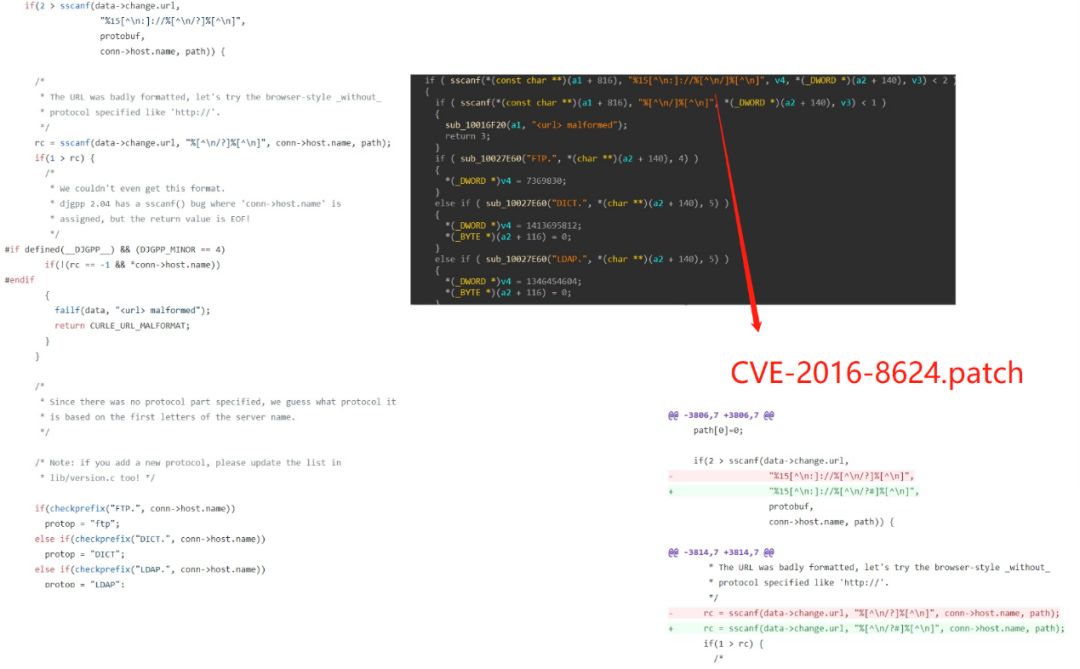 if(2 > sscanf(data->change.url,
"%15[^\n:]://%[^\n/?]%[^\n]",
protobuf,
conn->host.name, path)) {
/*
* The URL was badly formatted, let's try the browser-style _without_
* protocol specified like 'http://'.
*/
rc = sscanf(data->change.url, "%[^\n/?]%[^\n]", conn->host.name, path);
if(1 > rc) {
/*
* We couldn't even get this format.
* djgpp 2.04 has a sscanf() bug where 'conn->host.name' is
* assigned, but the return value is EOF!
*/
#if defined(__DJGPP__) && (DJGPP_MINOR == 4)
if(!(rc == -1 && *conn->host.name))
#endif
{
failf(data, "<url> malformed");
return CURLE_URL_MALFORMAT;
}
}
/*
* Since there was no protocol part specified, we guess what protocol it
* is based on the first letters of the server name.
*/
/* Note: if you add a new protocol, please update the list in
* lib/version.c too! */
if(checkprefix("FTP.", conn->host.name))
protop = "ftp";
else if(checkprefix("DICT.", conn->host.name))
protop = "DICT";
else if(checkprefix("LDAP.", conn->host.name))
protop = "LDAP";
if ( sscanf(*(const char **)(a1 + 816), "%15[^\n:]://%[^\n/]%[^\n]", v4, *(_DWORD *)(a2 + 140), v3) < 2 )
{
if ( sscanf(*(const char **)(a1 + 816), "%[^\n/]%[^\n]", *(_DWORD *)(a2 + 140), v3) < 1 )
{
sub_10016F20(a1, "<url> malformed");
return 3;
}
if ( sub_10027E60("FTP.", *(char **)(a2 + 140), 4) )
{
*(_DWORD *)v4 = 7369830;
}
else if ( sub_10027E60("DICT.", *(char **)(a2 + 140), 5) )
{
*(_DWORD *)v4 = 1413695812;
*(_BYTE *)(a2 + 116) = 0;
}
else if ( sub_10027E60("LDAP.", *(char **)(a2 + 140), 5) )
{
*(_DWORD *)v4 = 1346454604;
*(_BYTE *)(a2 + 116) = 0;
}
CVE-2016-8624.patch
@@ -3806,7 +3806,7 @@
path[0]=0;
if(2 > sscanf(data->change.url,
- "%15[^\n:]://%[^\n/?]%[^\n]",
+ "%15[^\n:]://%[^\n/?#]%[^\n]",
protobuf,
conn->host.name, path)) {
@@ -3814,7 +3814,7 @@
* The URL was badly formatted, let's try the browser-style _without_
* protocol specified like 'http://'.
*/
- rc = sscanf(data->change.url, "%[^\n/?]%[^\n]", conn->host.name, path);
+ rc = sscanf(data->change.url, "%[^\n/?#]%[^\n]", conn->host.name, path);
if(1 > rc) {
/*